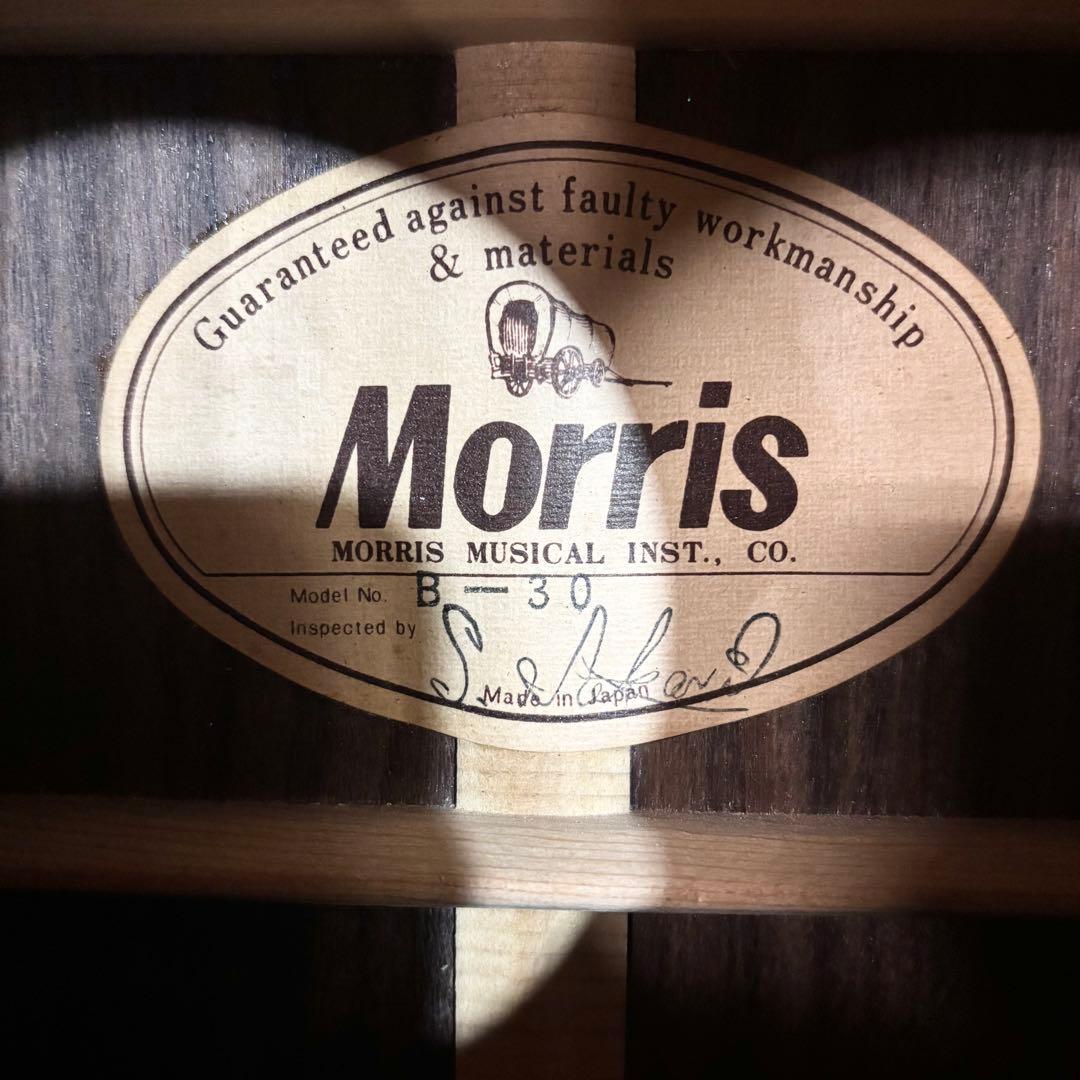 Guaranteed against faulty workmanship
& materials
Morris
MORRIS MUSICAL INST., CO.
Model No. B-30
Inspected by
Made in Japan